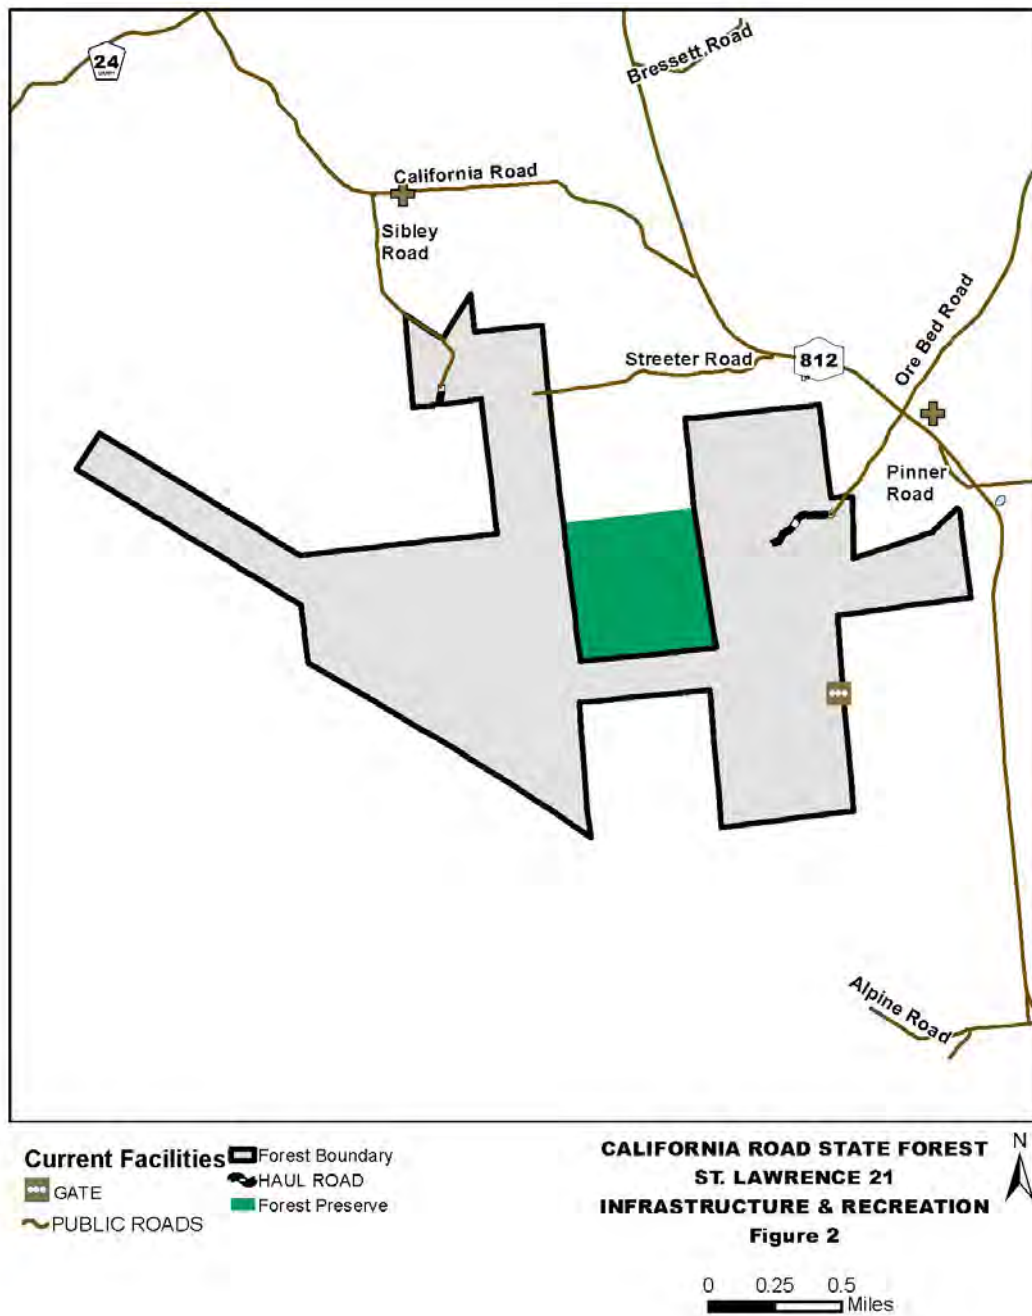 24
Bressett Road
California Road
Sibley
Road
Ore Bed Road
Streeter Road
812
Pinner
Road
Alpine Road
Current Facilities
GATE
PUBLIC ROADS
Forest Boundary
HAUL ROAD
Forest Preserve
CALIFORNIA ROAD STATE FOREST
ST. LAWRENCE 21
INFRASTRUCTURE & RECREATION
Figure 2
N
0 0.25 0.5
Miles